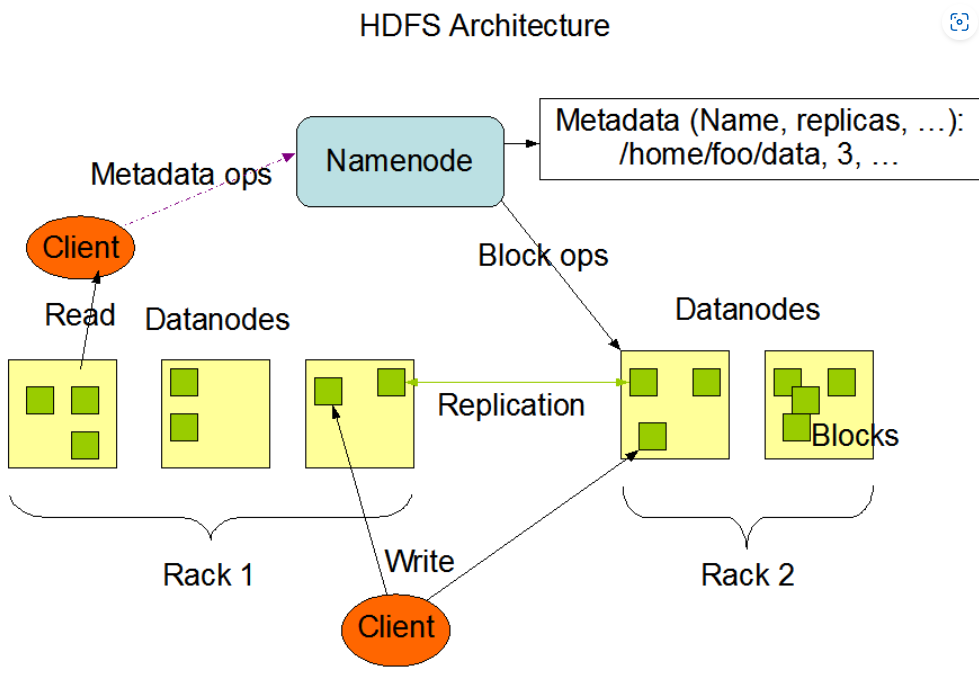 HDFS Architecture
Metadata (Name, replicas, …):
/home/foo/data, 3, …
Namenode
Metadata ops
Client
Block ops
Read
Datanodes
Datanodes
Replication
Blocks
Rack 1
Write
Rack 2
Client